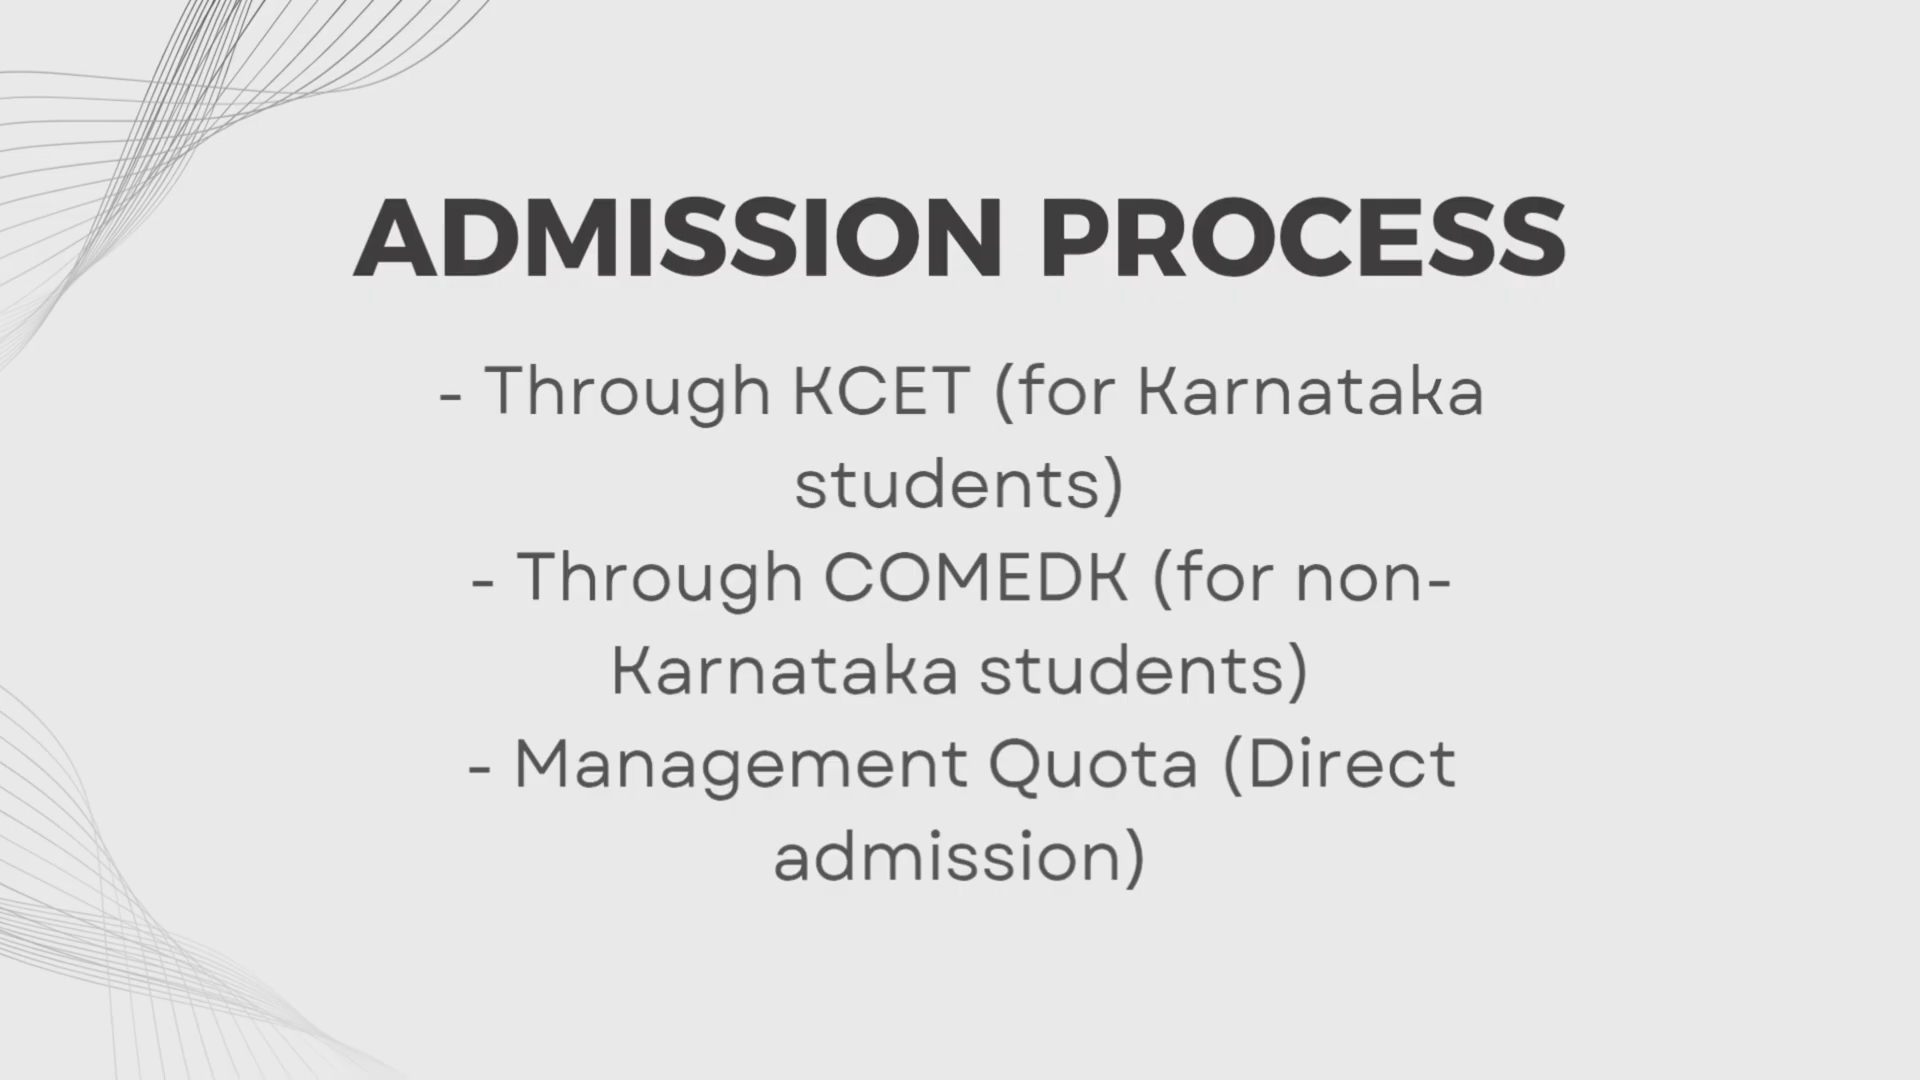 ADMISSION PROCESS
- Through KCET (for Karnataka
students)
- Through COMEDK (for non-
Karnataka students)
- Management Quota (Direct
admission)